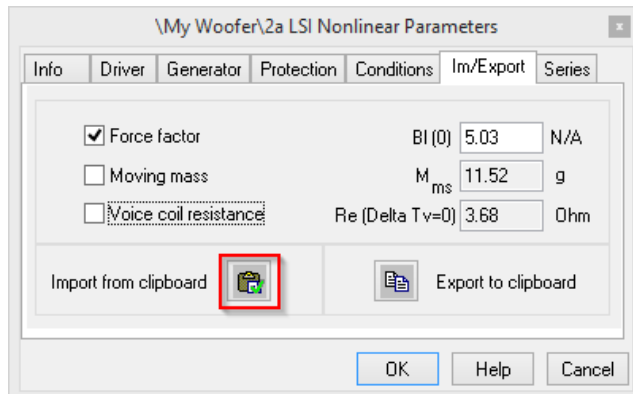 \My Woofer\2a LSI Nonlinear Parameters x
Info Driver Generator Protection Conditions Im/Export Series
Force factor Bl (0) 5.03 N/A
Moving mass M ms 11.52 g
Voice coil resistance Re (Delta Tv=0) 3.68 Ohm
Import from clipboard Export to clipboard
OK Help Cancel